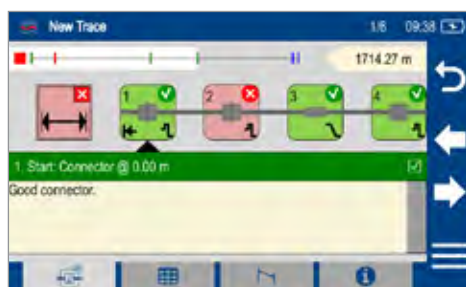 New Trace 1/6 09:38
1714.27 m
1 2 3 4
1. Start: Connector @ 0.00 m
Good connector.